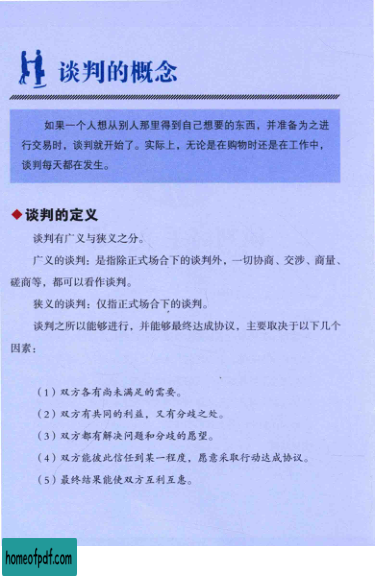 谈判的概念
如果一个人想从别人那里得到自己想要的东西，并准备为之进
行交易时，谈判就开始了。实际上，无论是在购物时还是在工作中，
谈判每天都在发生。
◆谈判的定义
谈判有广义与狭义之分。
广义的谈判：是指除正式场合下的谈判外，一切协商、交涉、商量、
磋商等，都可以看作谈判。
狭义的谈判：仅指正式场合下的谈判。
谈判之所以能够进行，并能够最终达成协议，主要取决于以下几个
因素：
（1）双方各有尚未满足的需要。
（2）双方有共同的利益，又有分歧之处。
（3）双方都有解决问题和分歧的愿望。
（4）双方能彼此信任到某一程度，愿意采取行动达成协议。
（5）最终结果能使双方互利互惠。
homeofpdf.com